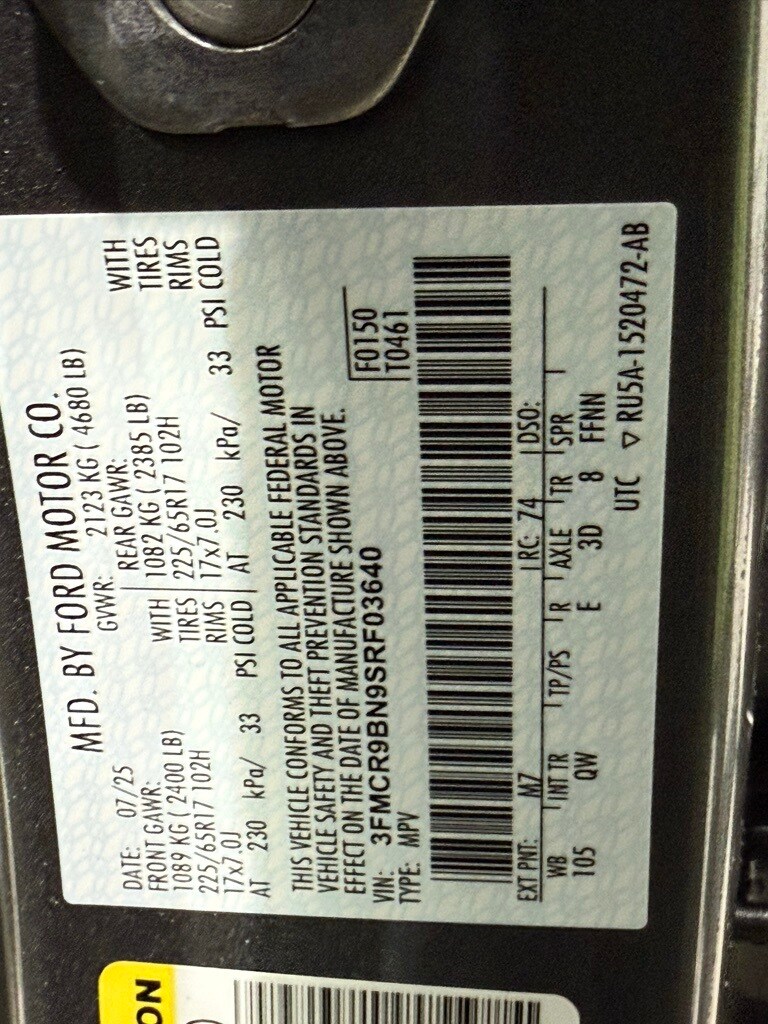 MFD. BY FORD MOTOR CO.
DATE: 07/25 GVWR: 2123 KG ( 4680 LB)
FRONT GAWR: REAR GAWR:
1089 KG ( 2400 LB) WITH 1082 KG ( 2385 LB) WITH
225/65R17 102H TIRES 225/65R17 102H TIRES
17x7.0J RIMS 17x7.0J RIMS
AT 230 kPa/ 33 PSI COLD AT 230 kPa/ 33 PSI COLD
THIS VEHICLE CONFORMS TO ALL APPLICABLE FEDERAL MOTOR
VEHICLE SAFETY AND THEFT PREVENTION STANDARDS IN
EFFECT ON THE DATE OF MANUFACTURE SHOWN ABOVE.
VIN: 3FMCR9BN9SRF03640 F0150
TYPE: MPV T0461
EXT PNT: M7 RC: 74 DSO:
WB INT TR TP/PS R AXLE TR SPR
105 QW E 3D 8 FFNN
UTC ▽ RU5A-1520472-AB
ON